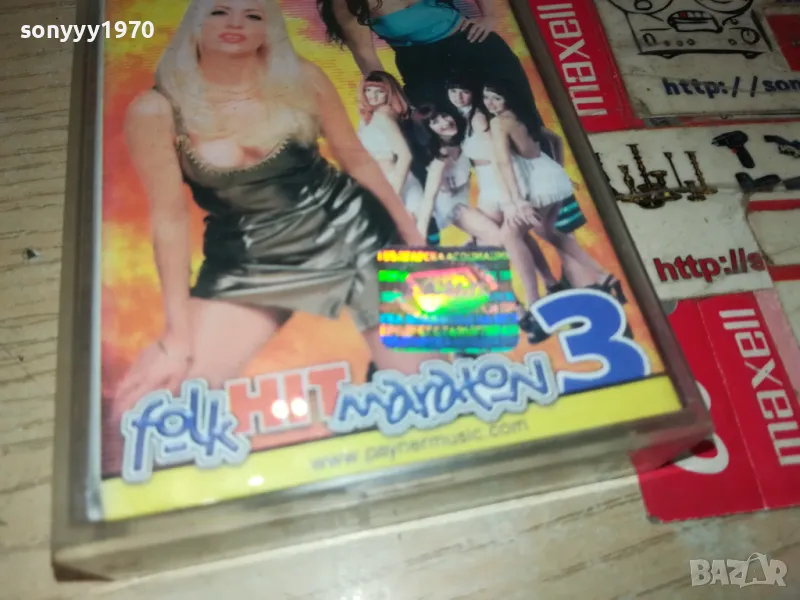 sonyyy1970
maxell
http://son
http://s
maxell
3
folk HIT maraton
www.paynermusic.com
BAZAR